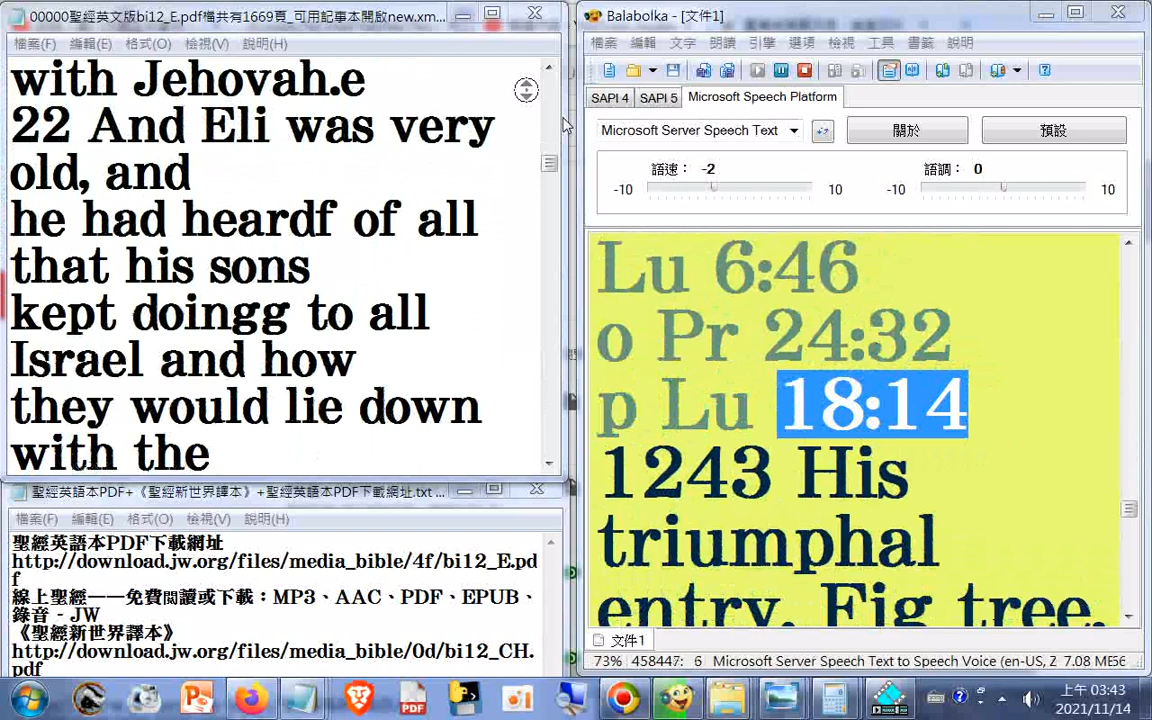 00000聖經英文版bi12_E.pdf檔共有1669頁_可用記事本開啟new.xm...
檔案(F) 編輯(E) 格式(O) 檢視(V) 說明(H)
with Jehovah.e
22 And Eli was very
old, and
he had heardf of all
that his sons
kept doingg to all
Israel and how
they would lie down
with the
聖經英語本PDF+《聖經新世界譯本》+聖經英語本PDF下載網址.txt ...
檔案(F) 編輯(E) 格式(O) 檢視(V) 說明(H)
聖經英語本PDF下載網址
http://download.jw.org/files/media_bible/4f/bi12_E.pd
f
線上聖經——免費閱讀或下載：MP3、AAC、PDF、EPUB、
錄音 - JW
《聖經新世界譯本》
http://download.jw.org/files/media_bible/0d/bi12_CH.
pdf
Balabolka - [文件1]
檔案 編輯 文字 朗讀 引擎 選項 檢視 工具 書籤 說明
SAPI 4 SAPI 5 Microsoft Speech Platform
Microsoft Server Speech Text 關於 預設
語速： -2 語調： 0
-10 10 -10 10
Lu 6:46
o Pr 24:32
p Lu 18:14
1243 His
triumphal
entry. Fig tree.
文件1
73% 458447: 6 Microsoft Server Speech Text to Speech Voice (en-US, Z 7.08 ME56
PDF
上午 03:43
2021/11/14